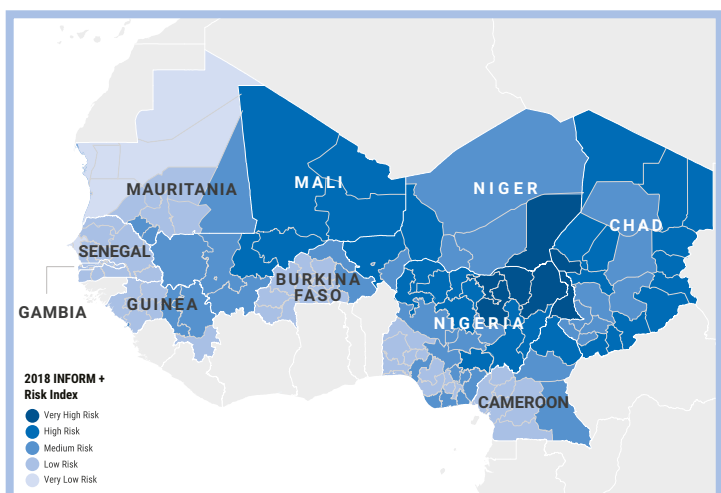 MALI
NIGER
MAURITANIA
CHAD
SENEGAL
BURKINA
FASO
GUINEA
GAMBIA
NIGERIA
CAMEROON
2018 INFORM +
Risk Index
Very High Risk
High Risk
Medium Risk
Low Risk
Very Low Risk